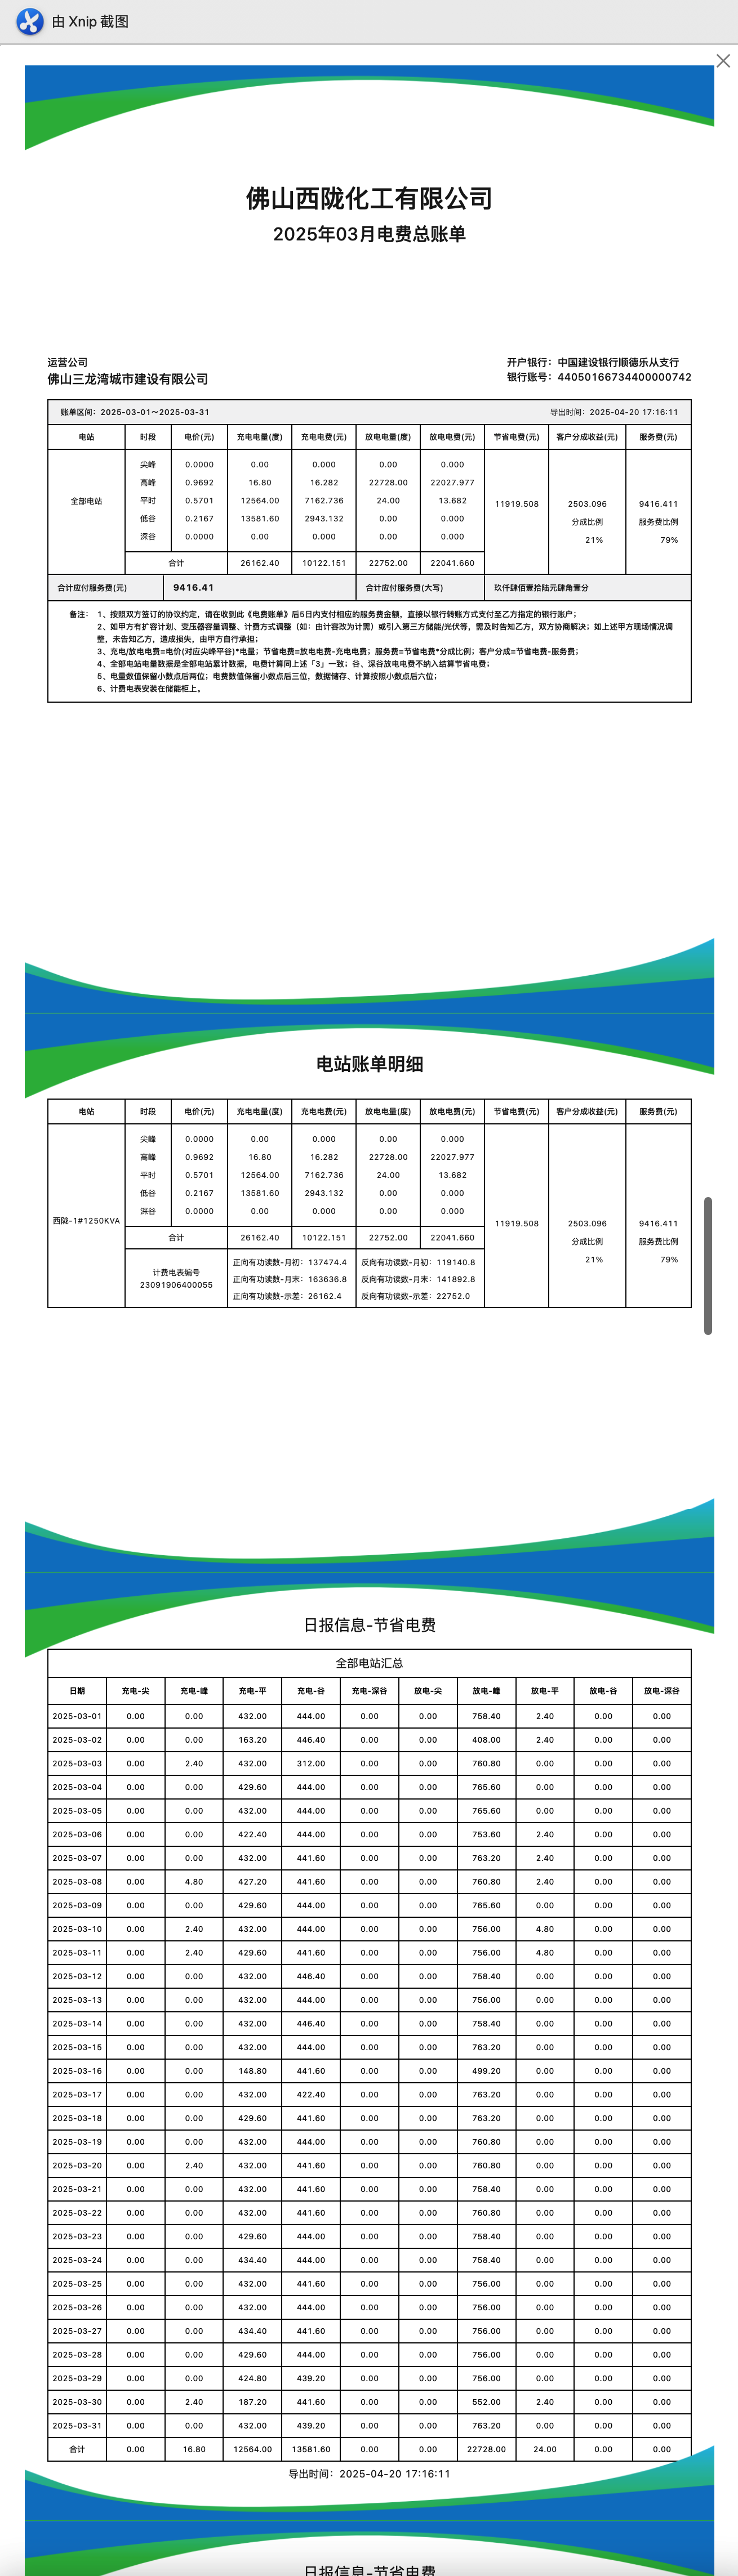 由 Xnip 截图
佛山西陇化工有限公司
2025年03月电费总账单
运营公司
佛山三龙湾城市建设有限公司
开户银行：中国建设银行顺德乐从支行
银行账号：44050166734400000742
账单区间：2025-03-01～2025-03-31 导出时间：2025-04-20 17:16:11
电站 时段 电价(元) 充电电量(度) 充电电费(元) 放电电量(度) 放电电费(元) 节省电费(元) 客户分成收益(元) 服务费(元)
尖峰 0.0000 0.00 0.000 0.00 0.000
高峰 0.9692 16.80 16.282 22728.00 22027.977
全部电站 平时 0.5701 12564.00 7162.736 24.00 13.682 11919.508 2503.096 9416.411
低谷 0.2167 13581.60 2943.132 0.00 0.000 分成比例 服务费比例
深谷 0.0000 0.00 0.000 0.00 0.000 21% 79%
合计 26162.40 10122.151 22752.00 22041.660
合计应付服务费(元) 9416.41 合计应付服务费(大写) 玖仟肆佰壹拾陆元肆角壹分
备注： 1、按照双方签订的协议约定，请在收到此《电费账单》后5日内支付相应的服务费金额，直接以银行转账方式支付至乙方指定的银行账户；
2、如甲方有扩容计划、变压器容量调整、计费方式调整（如：由计容改为计需）或引入第三方储能/光伏等，需及时告知乙方，双方协商解决；如上述甲方现场情况调
整，未告知乙方，造成损失，由甲方自行承担；
3、充电/放电电费=电价(对应尖峰平谷)*电量；节省电费=放电电费-充电电费；服务费=节省电费*分成比例；客户分成=节省电费-服务费；
4、全部电站电量数据是全部电站累计数据，电费计算同上述「3」一致；谷、深谷放电电费不纳入结算节省电费；
5、电量数值保留小数点后两位；电费数值保留小数点后三位，数据储存、计算按照小数点后六位；
6、计费电表安装在储能柜上。
电站账单明细
电站 时段 电价(元) 充电电量(度) 充电电费(元) 放电电量(度) 放电电费(元) 节省电费(元) 客户分成收益(元) 服务费(元)
尖峰 0.0000 0.00 0.000 0.00 0.000
高峰 0.9692 16.80 16.282 22728.00 22027.977
平时 0.5701 12564.00 7162.736 24.00 13.682
低谷 0.2167 13581.60 2943.132 0.00 0.000
西陇-1#1250KVA 深谷 0.0000 0.00 0.000 0.00 0.000 11919.508 2503.096 9416.411
合计 26162.40 10122.151 22752.00 22041.660 分成比例 服务费比例
21% 79%
计费电表编号
23091906400055
正向有功读数-月初：137474.4 反向有功读数-月初：119140.8
正向有功读数-月末：163636.8 反向有功读数-月末：141892.8
正向有功读数-示差：26162.4 反向有功读数-示差：22752.0
日报信息-节省电费
全部电站汇总
日期 充电-尖 充电-峰 充电-平 充电-谷 充电-深谷 放电-尖 放电-峰 放电-平 放电-谷 放电-深谷
2025-03-01 0.00 0.00 432.00 444.00 0.00 0.00 758.40 2.40 0.00 0.00
2025-03-02 0.00 0.00 163.20 446.40 0.00 0.00 408.00 2.40 0.00 0.00
2025-03-03 0.00 2.40 432.00 312.00 0.00 0.00 760.80 0.00 0.00 0.00
2025-03-04 0.00 0.00 429.60 444.00 0.00 0.00 765.60 0.00 0.00 0.00
2025-03-05 0.00 0.00 432.00 444.00 0.00 0.00 765.60 0.00 0.00 0.00
2025-03-06 0.00 0.00 422.40 444.00 0.00 0.00 753.60 2.40 0.00 0.00
2025-03-07 0.00 0.00 432.00 441.60 0.00 0.00 763.20 2.40 0.00 0.00
2025-03-08 0.00 4.80 427.20 441.60 0.00 0.00 760.80 2.40 0.00 0.00
2025-03-09 0.00 0.00 429.60 444.00 0.00 0.00 765.60 0.00 0.00 0.00
2025-03-10 0.00 2.40 432.00 444.00 0.00 0.00 756.00 4.80 0.00 0.00
2025-03-11 0.00 2.40 429.60 441.60 0.00 0.00 756.00 4.80 0.00 0.00
2025-03-12 0.00 0.00 432.00 446.40 0.00 0.00 758.40 0.00 0.00 0.00
2025-03-13 0.00 0.00 432.00 444.00 0.00 0.00 756.00 0.00 0.00 0.00
2025-03-14 0.00 0.00 432.00 446.40 0.00 0.00 758.40 0.00 0.00 0.00
2025-03-15 0.00 0.00 432.00 444.00 0.00 0.00 763.20 0.00 0.00 0.00
2025-03-16 0.00 0.00 148.80 441.60 0.00 0.00 499.20 0.00 0.00 0.00
2025-03-17 0.00 0.00 432.00 422.40 0.00 0.00 763.20 0.00 0.00 0.00
2025-03-18 0.00 0.00 429.60 441.60 0.00 0.00 763.20 0.00 0.00 0.00
2025-03-19 0.00 0.00 432.00 444.00 0.00 0.00 760.80 0.00 0.00 0.00
2025-03-20 0.00 2.40 432.00 441.60 0.00 0.00 760.80 0.00 0.00 0.00
2025-03-21 0.00 0.00 432.00 441.60 0.00 0.00 758.40 0.00 0.00 0.00
2025-03-22 0.00 0.00 432.00 441.60 0.00 0.00 760.80 0.00 0.00 0.00
2025-03-23 0.00 0.00 429.60 444.00 0.00 0.00 758.40 0.00 0.00 0.00
2025-03-24 0.00 0.00 434.40 444.00 0.00 0.00 758.40 0.00 0.00 0.00
2025-03-25 0.00 0.00 432.00 441.60 0.00 0.00 756.00 0.00 0.00 0.00
2025-03-26 0.00 0.00 432.00 444.00 0.00 0.00 756.00 0.00 0.00 0.00
2025-03-27 0.00 0.00 434.40 441.60 0.00 0.00 756.00 0.00 0.00 0.00
2025-03-28 0.00 0.00 429.60 444.00 0.00 0.00 756.00 0.00 0.00 0.00
2025-03-29 0.00 0.00 424.80 439.20 0.00 0.00 756.00 0.00 0.00 0.00
2025-03-30 0.00 2.40 187.20 441.60 0.00 0.00 552.00 2.40 0.00 0.00
2025-03-31 0.00 0.00 432.00 439.20 0.00 0.00 763.20 0.00 0.00 0.00
合计 0.00 16.80 12564.00 13581.60 0.00 0.00 22728.00 24.00 0.00 0.00
导出时间：2025-04-20 17:16:11
日报信息-节省电费